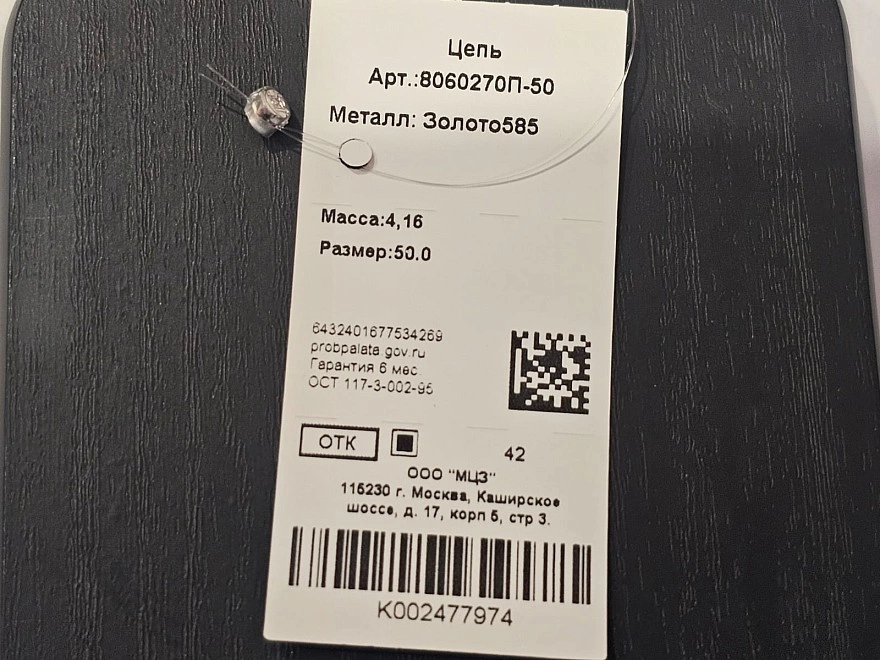 Цепь
Арт.:8060270П-50
Металл: Золото585
Масса:4,16
Размер:50.0
6432401677534269
probpalata.gov.ru
Гарантия 6 мес.
ОСТ 117-3-002-95
ОТК
42
ООО "МЦЗ"
115230 г. Москва, Каширское
шоссе, д. 17, корп 5, стр 3.
K002477974